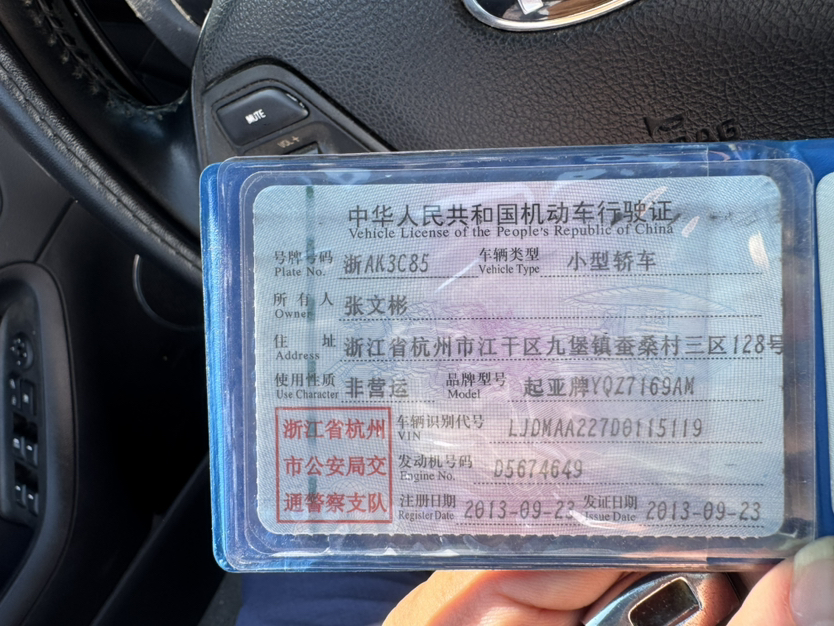 MUTE
VOL +
中华人民共和国机动车行驶证
Vehicle License of the People's Republic of China
号牌号码 浙AK3C85 车辆类型 小型轿车
Plate No. Vehicle Type
所有人 张文彬
Owner
住址 浙江省杭州市江干区九堡镇蚕桑村三区128号
Address
使用性质 非营运 品牌型号 起亚牌YQZ7169AM
Use Character Model
浙江省杭州 车辆识别代号 LJDMAA227D0115119
VIN
市公安局交 发动机号码 D5674649
Engine No.
通警察支队 注册日期 2013-09-23 发证日期 2013-09-23
Register Date Issue Date